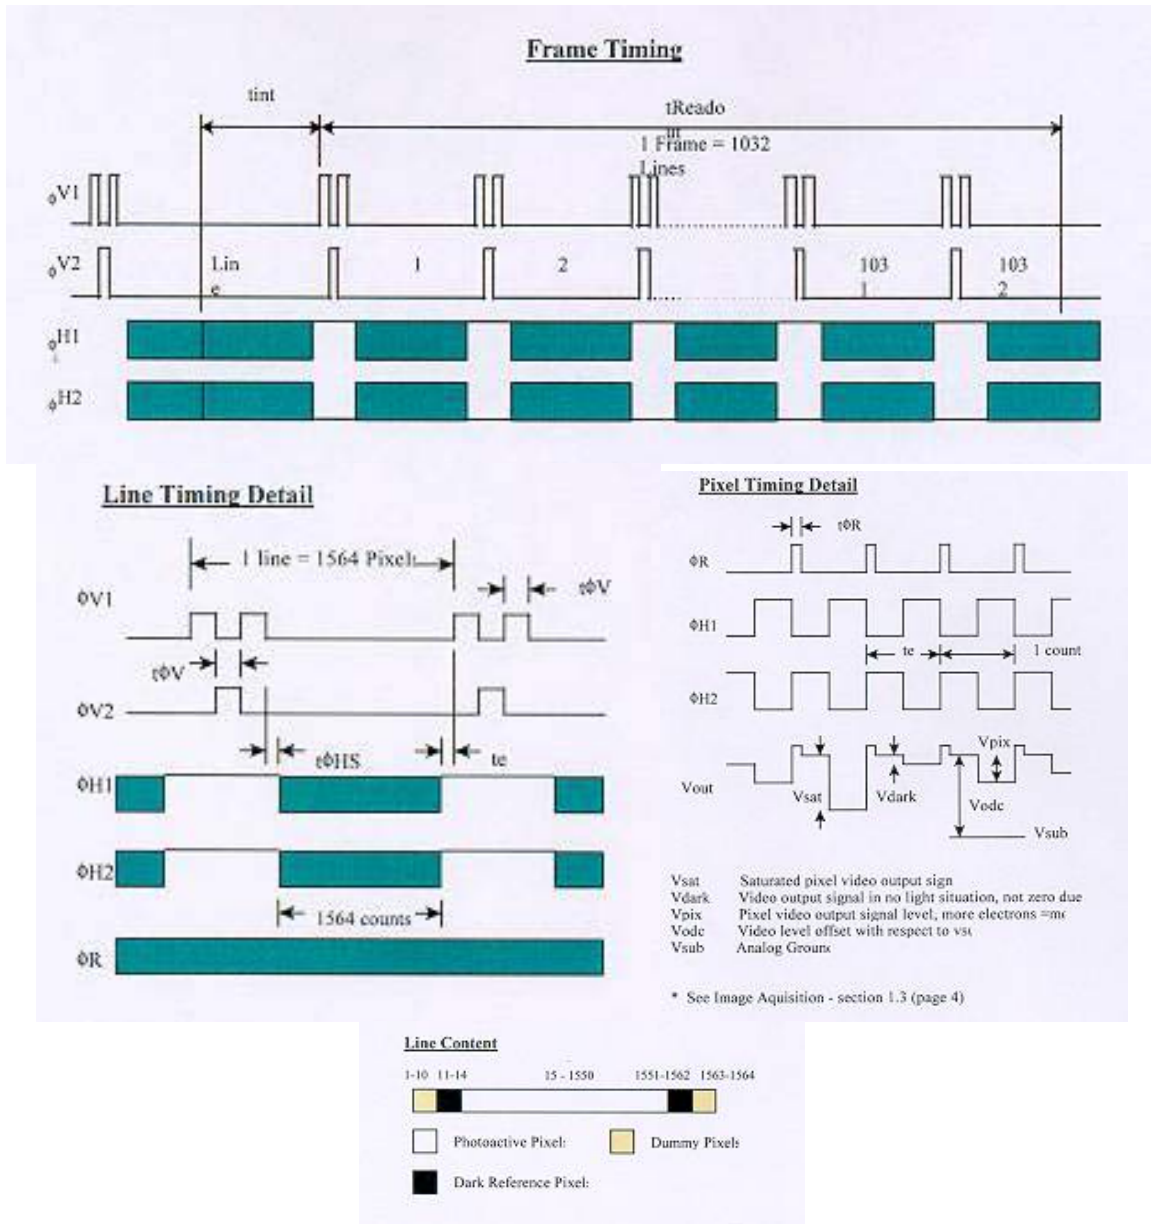 Frame Timing
tint
tReado
ut
1 Frame = 1032
Lines
ϕV1
ϕV2
Lin
e
1
2
103
1
103
2
ϕH1
ϕH2
Line Timing Detail
1 line = 1564 Pixel
ΦV1
tΦV
tΦV
ΦV2
tΦHS
te
ΦH1
ΦH2
1564 counts
ΦR
Pixel Timing Detail
tΦR
ΦR
ΦH1
te
1 count
ΦH2
Vpix
Vout
Vsat
Vdark
Vodc
Vsub
Vsat Saturated pixel video output sign
Vdark Video output signal in no light situation, not zero due
Vpix Pixel video output signal level, more electrons =mo
Vodc Video level offset with respect to vsu
Vsub Analog Ground
* See Image Aquisition - section 1.3 (page 4)
Line Content
1-10 11-14 15 - 1550 1551-1562 1563-1564
Photoactive Pixel
Dummy Pixels
Dark Reference Pixel